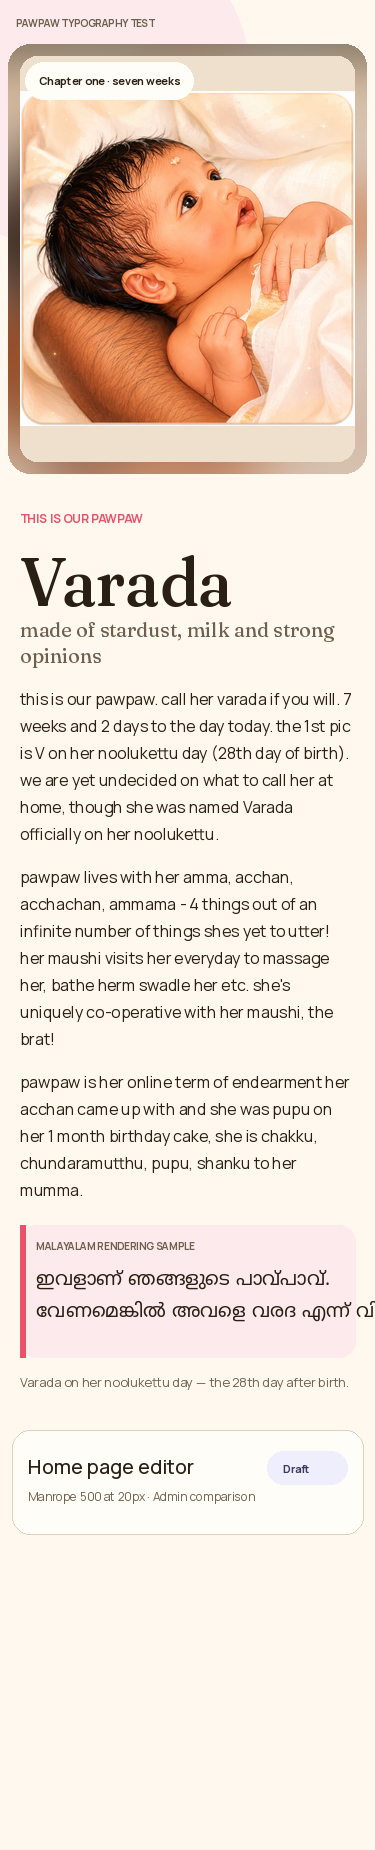 PAWPAW TYPOGRAPHY TEST
Chapter one · seven weeks
THIS IS OUR PAWPAW
Varada
made of stardust, milk and strong
opinions
this is our pawpaw. call her varada if you will. 7
weeks and 2 days to the day today. the 1st pic
is V on her noolukettu day (28th day of birth).
we are yet undecided on what to call her at
home, though she was named Varada
officially on her noolukettu.
pawpaw lives with her amma, acchan,
acchachan, ammama - 4 things out of an
infinite number of things shes yet to utter!
her maushi visits her everyday to massage
her, bathe herm swadle her etc. she's
uniquely co-operative with her maushi, the
brat!
pawpaw is her online term of endearment her
acchan came up with and she was pupu on
her 1 month birthday cake, she is chakku,
chundaramutthu, pupu, shanku to her
mumma.
MALAYALAM RENDERING SAMPLE
ഇവളാണ് ഞങ്ങളുടെ പാവ്പാവ്.
വേണമെങ്കിൽ അവളെ വരദ എന്ന് വി
Varada on her noolukettu day — the 28th day after birth.
Home page editor
Draft
Manrope 500 at 20px · Admin comparison